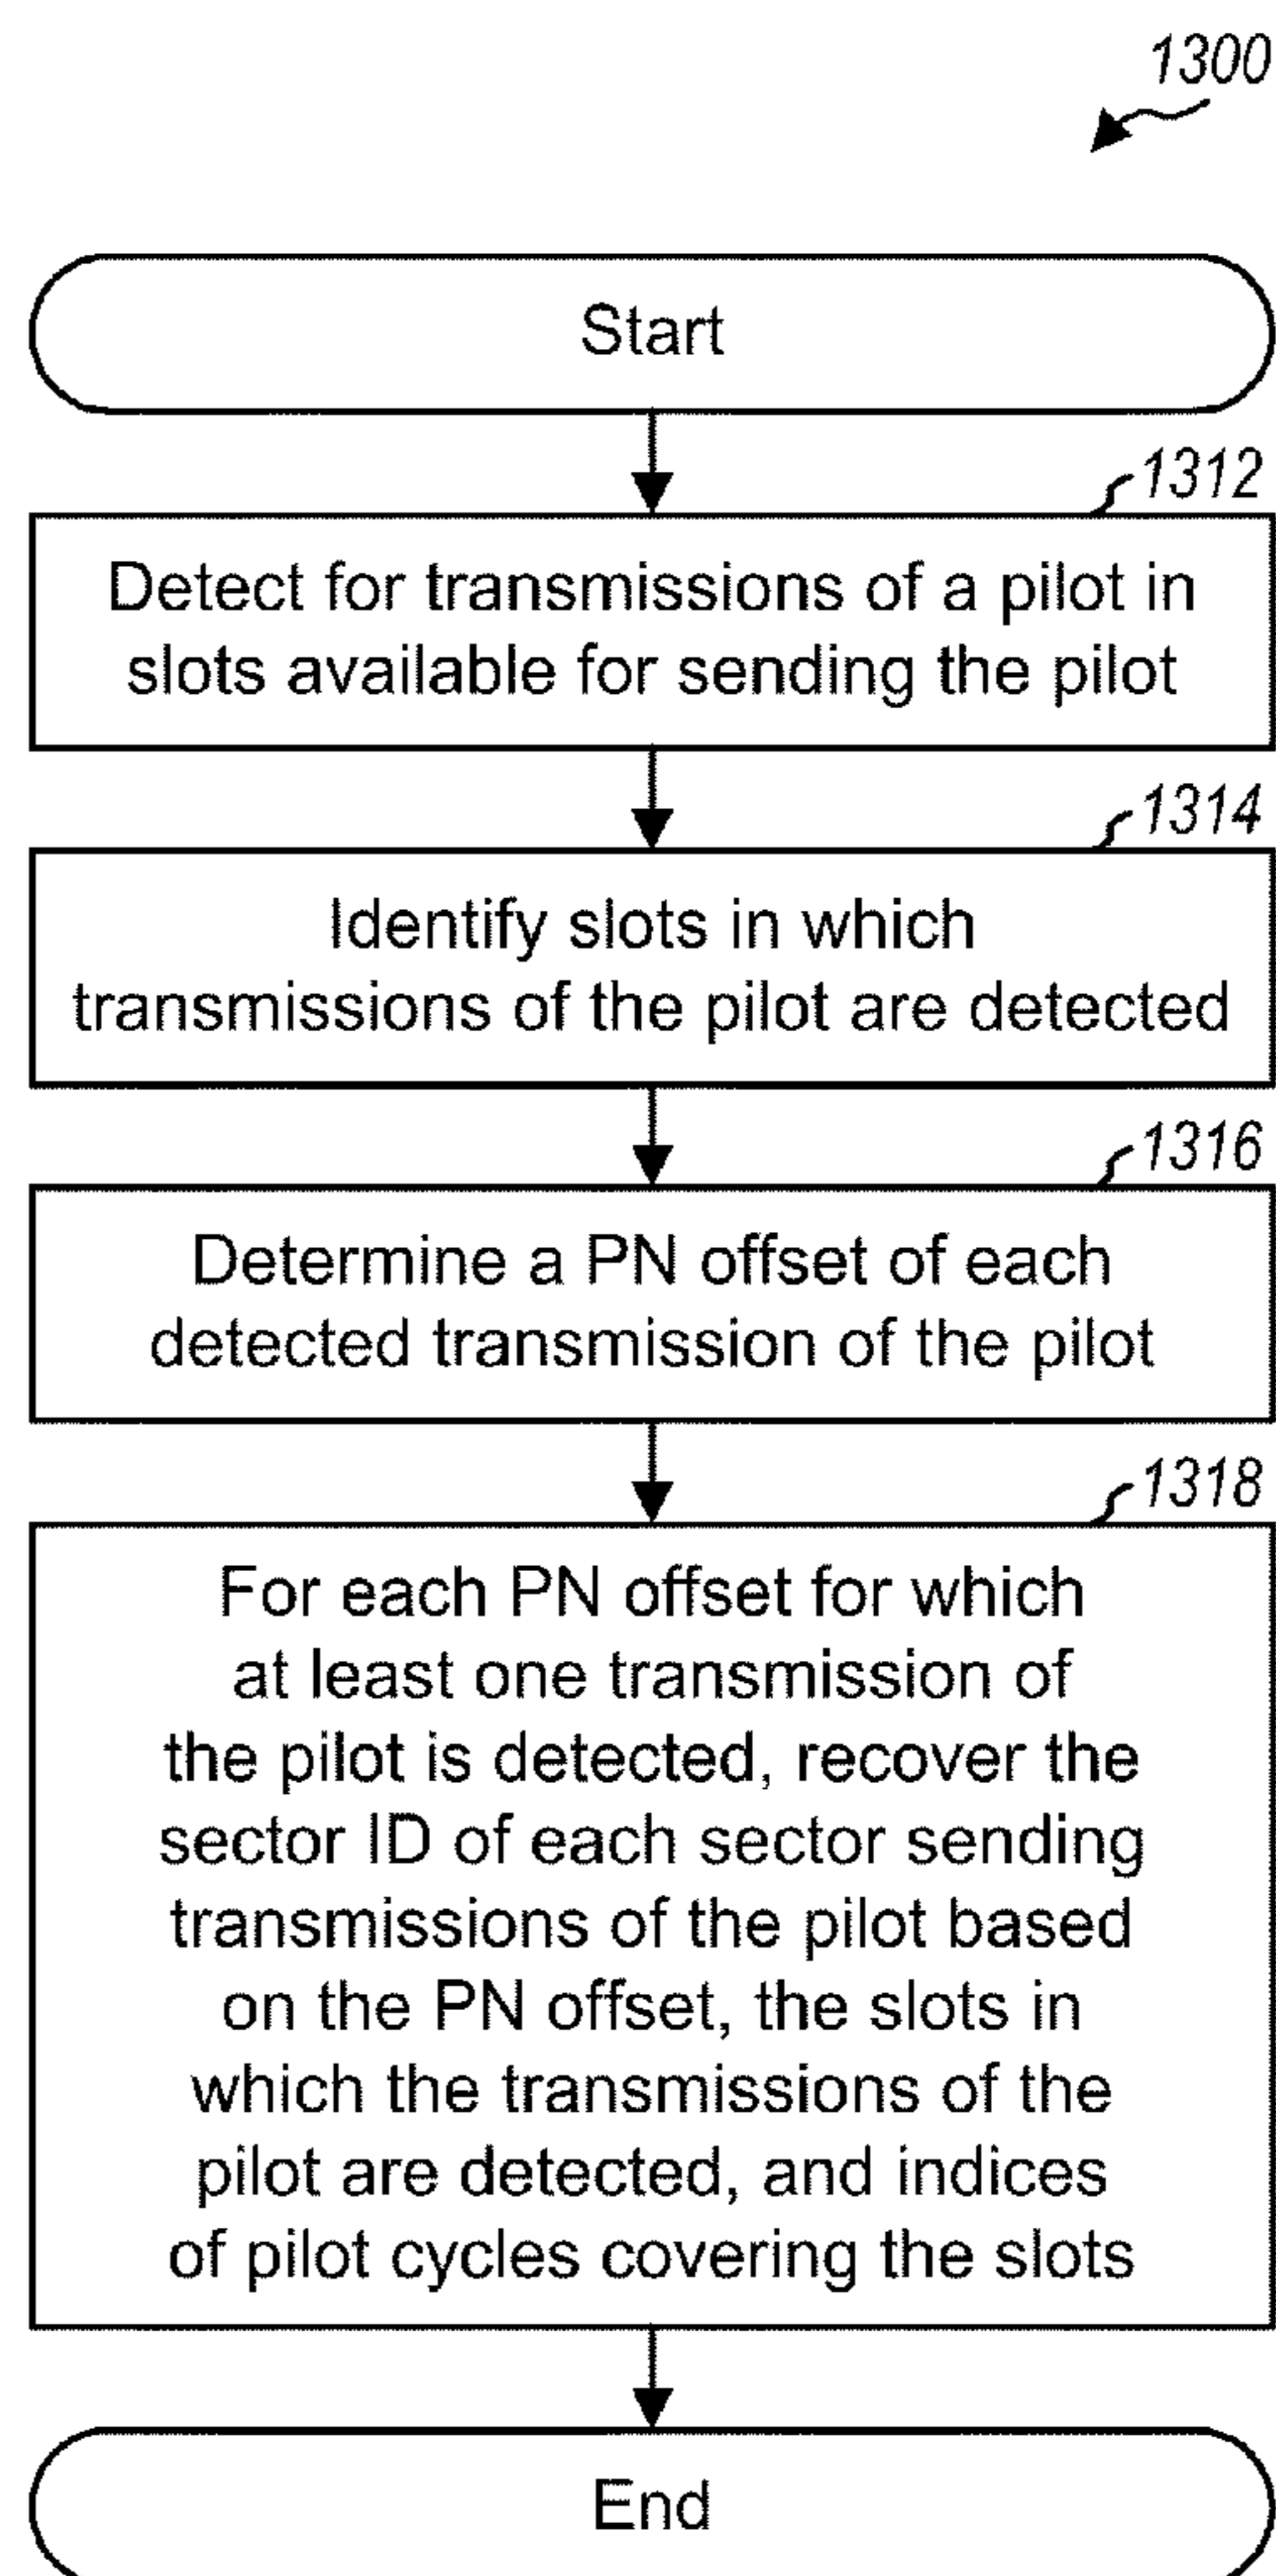 1300
Start
1312
Detect for transmissions of a pilot in
slots available for sending the pilot
1314
Identify slots in which
transmissions of the pilot are detected
1316
Determine a PN offset of each
detected transmission of the pilot
1318
For each PN offset for which
at least one transmission of
the pilot is detected, recover the
sector ID of each sector sending
transmissions of the pilot based
on the PN offset, the slots in
which the transmissions of the
pilot are detected, and indices
of pilot cycles covering the slots
End